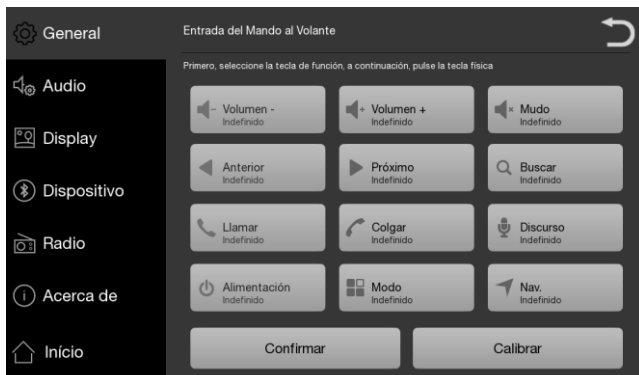 General
Audio
Display
Dispositivo
Radio
Acerca de
Início
Entrada del Mando al Volante
Primero, seleccione la tecla de función, a continuación, pulse la tecla física
Volumen -
Indefinido
Volumen +
Indefinido
Mudo
Indefinido
Anterior
Indefinido
Próximo
Indefinido
Buscar
Indefinido
Llamar
Indefinido
Colgar
Indefinido
Discurso
Indefinido
Alimentación
Indefinido
Modo
Indefinido
Nav.
Indefinido
Confirmar
Calibrar